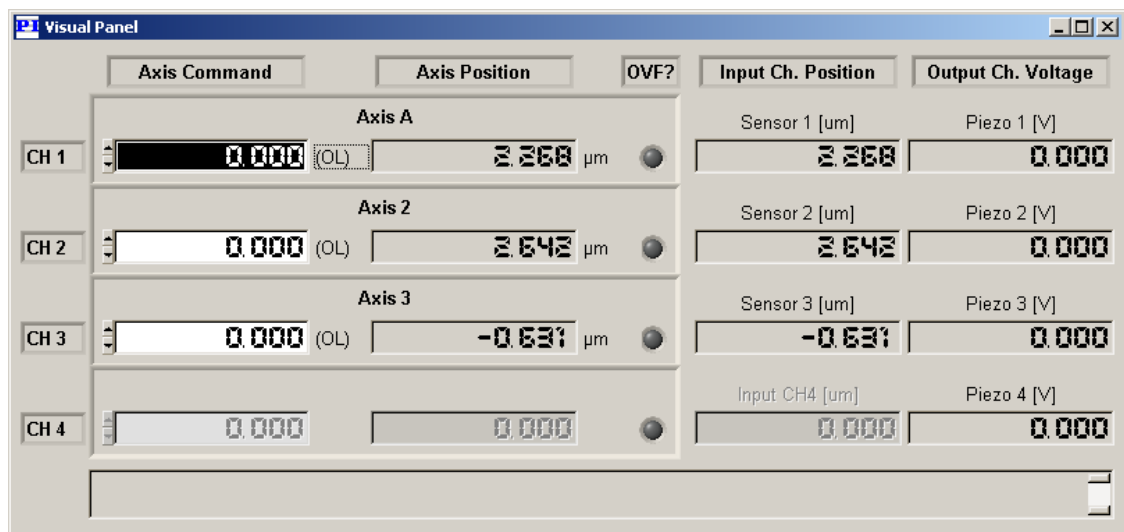 PI Visual Panel
Axis Command Axis Position OVF? Input Ch. Position Output Ch. Voltage
Axis A Sensor 1 [um] Piezo 1 [V]
CH 1 0.000 (OL) 2.268 µm 2.268 0.000
Axis 2 Sensor 2 [um] Piezo 2 [V]
CH 2 0.000 (OL) 2.642 µm 2.642 0.000
Axis 3 Sensor 3 [um] Piezo 3 [V]
CH 3 0.000 (OL) -0.631 µm -0.631 0.000
Input CH4 [um] Piezo 4 [V]
CH 4 0.000 0.000 0.000 0.000